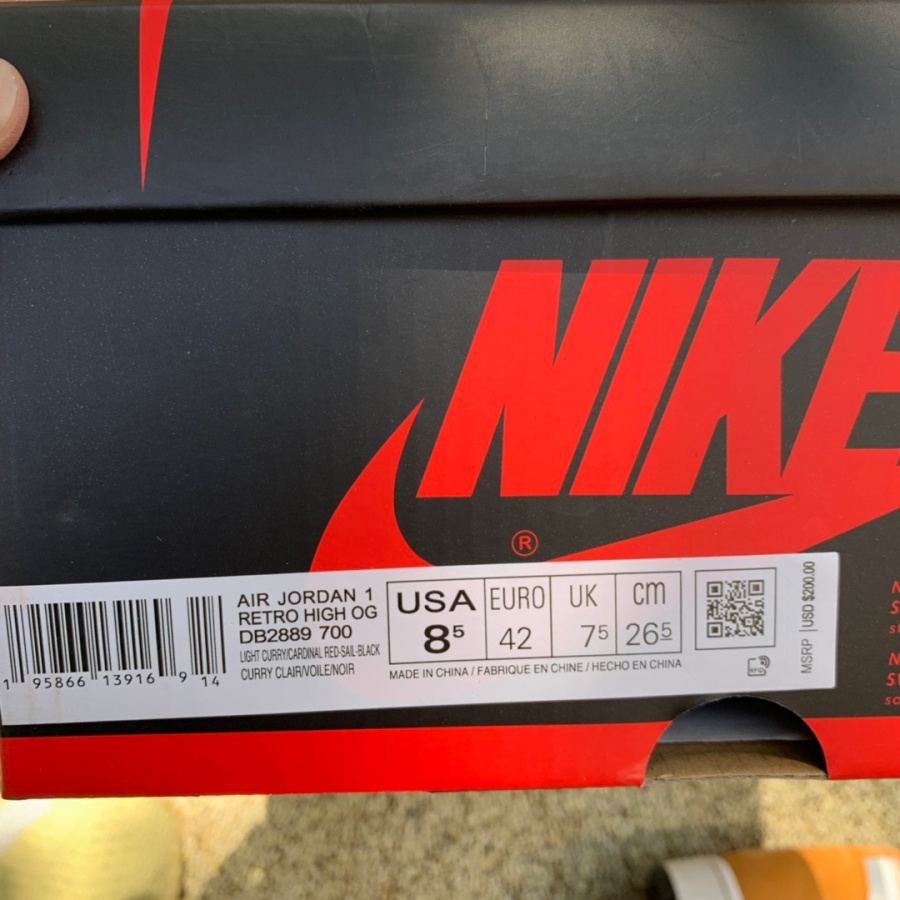 NIKE
®
AIR JORDAN 1
RETRO HIGH OG
DB2889 700
LIGHT CURRY/CARDINAL RED-SAIL-BLACK
CURRY CLAIR/VOILE/NOIR
USA EURO UK cm
8⁵ 42 7⁵ 26⁵
MADE IN CHINA / FABRIQUE EN CHINE / HECHO EN CHINA
MSRP | USD $200.00
RFID
1 95866 13916 9 14